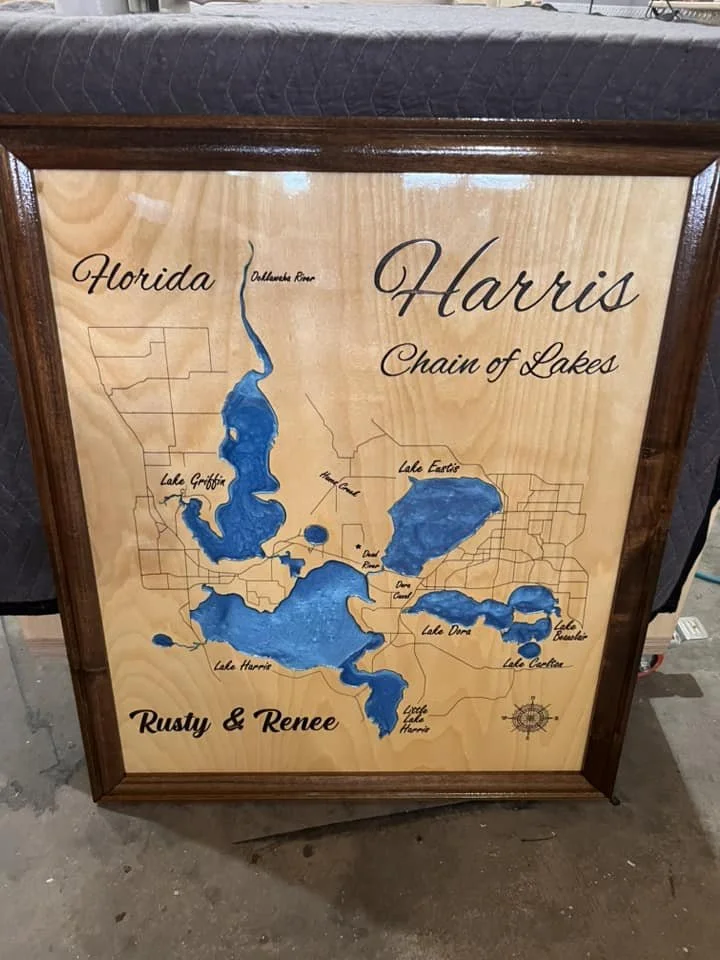 Florida
Ocklawaha River
Harris
Chain of Lakes
Lake Griffin
Lake Eustis
Haines Creek
Dead
River
Dora
Canal
Lake Dora
Lake
Beauclair
Lake Carlton
Lake Harris
Little
Lake
Harris
Rusty & Renee